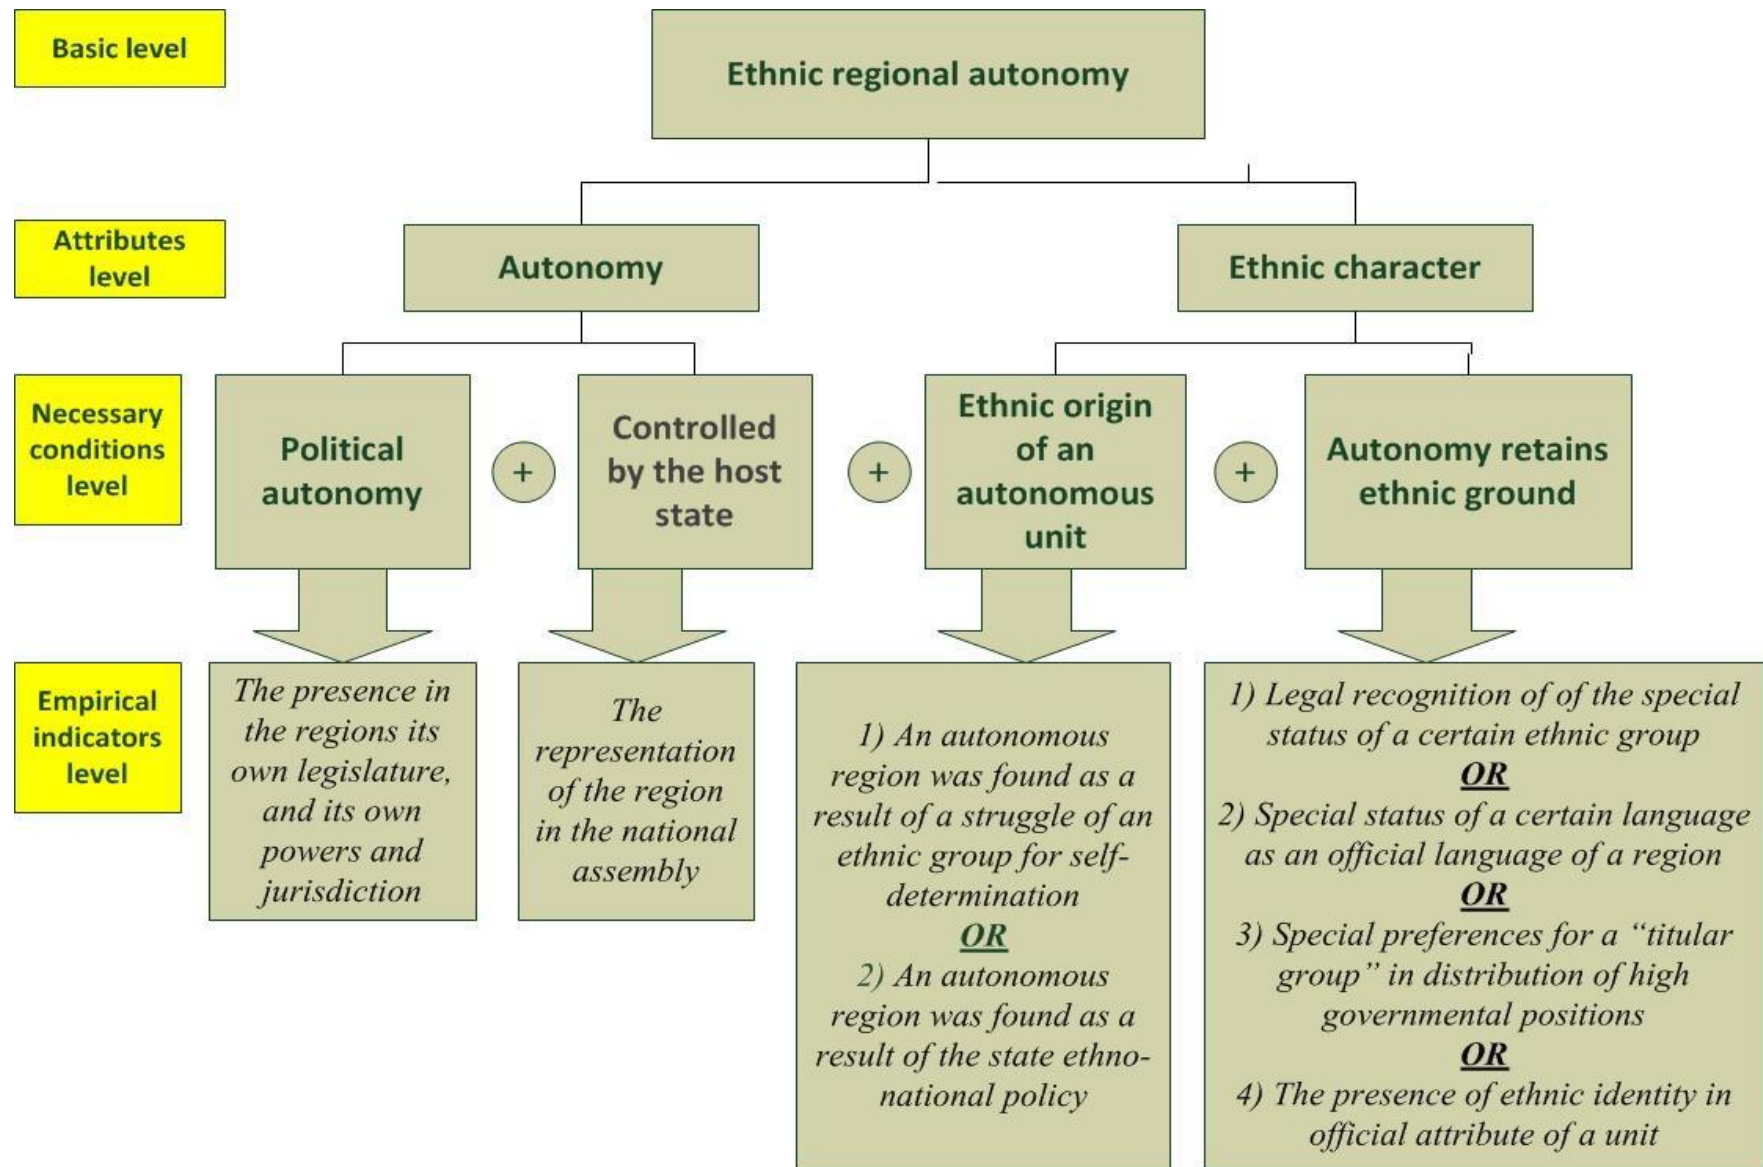 Basic level
Ethnic regional autonomy
Attributes
level
Autonomy
Ethnic character
Necessary
conditions
level
Political
autonomy
+
Controlled
by the host
state
+
Ethnic origin
of an
autonomous
unit
+
Autonomy retains
ethnic ground
Empirical
indicators
level
The presence in
the regions its
own legislature,
and its own
powers and
jurisdiction
The
representation
of the region
in the national
assembly
1) An autonomous
region was found as a
result of a struggle of an
ethnic group for self-
determination
OR
2) An autonomous
region was found as a
result of the state ethno-
national policy
1) Legal recognition of of the special
status of a certain ethnic group
OR
2) Special status of a certain language
as an official language of a region
OR
3) Special preferences for a “titular
group” in distribution of high
governmental positions
OR
4) The presence of ethnic identity in
official attribute of a unit